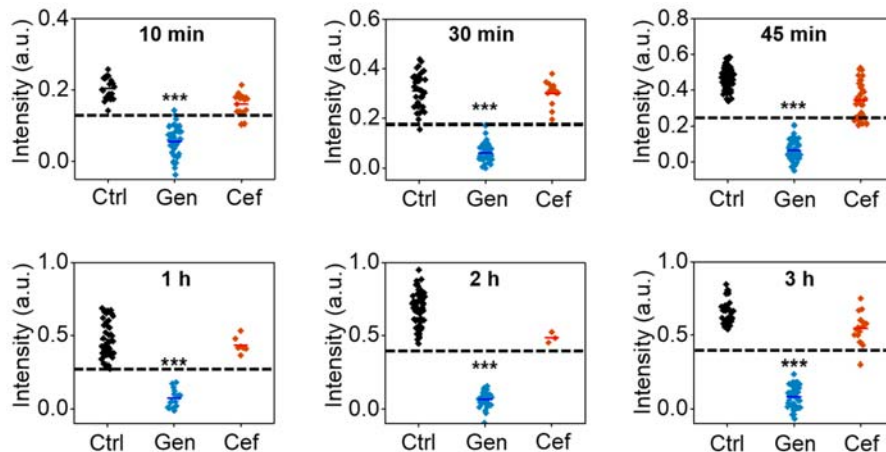 10 min
Intensity (a.u.)
0.4
0.2
0.0
***
Ctrl Gen Cef
30 min
Intensity (a.u.)
0.6
0.4
0.2
0.0
***
Ctrl Gen Cef
45 min
Intensity (a.u.)
0.8
0.6
0.4
0.2
0.0
***
Ctrl Gen Cef
1 h
Intensity (a.u.)
1.0
0.5
0.0
***
Ctrl Gen Cef
2 h
Intensity (a.u.)
1.0
0.5
0.0
***
Ctrl Gen Cef
3 h
Intensity (a.u.)
1.0
0.5
0.0
***
Ctrl Gen Cef